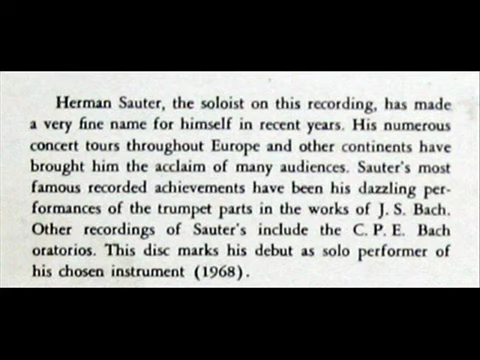 Herman Sauter, the soloist on this recording, has made
a very fine name for himself in recent years. His numerous
concert tours throughout Europe and other continents have
brought him the acclaim of many audiences. Sauter's most
famous recorded achievements have been his dazzling per-
formances of the trumpet parts in the works of J. S. Bach.
Other recordings of Sauter's include the C. P. E. Bach
oratorios. This disc marks his debut as solo performer of
his chosen instrument (1968).